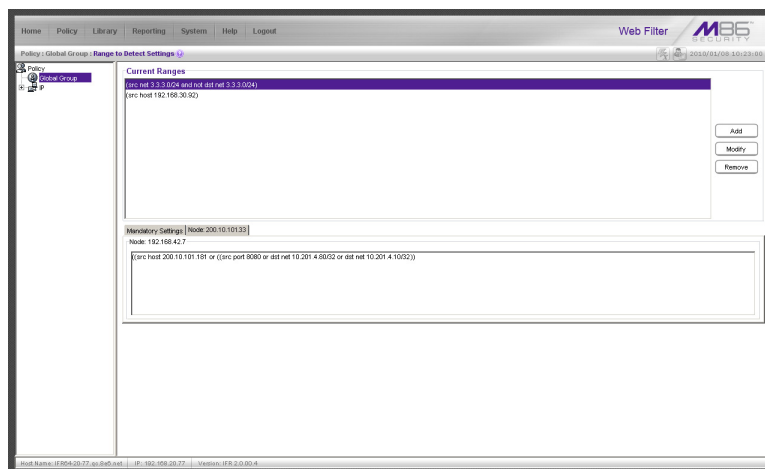 Home Policy Library Reporting System Help Logout
Web Filter
M86
SECURITY
Policy : Global Group : Range to Detect Settings
2010/01/08 10:23:00
Policy
Global Group
IP
Current Ranges
(src net 3.3.3.0/24 and not dst net 3.3.3.0/24)
(src host 192.168.30.92)
Add
Modify
Remove
Mandatory Settings Node: 200.10.101.33
Node: 192.168.42.7
((src host 200.10.101.181 or ((src port 8080 or dst net 10.201.4.80/32 or dst net 10.201.4.10/32))
Host Name: IFR64-20-77.qc.8e6.net IP: 192.168.20.77 Version: IFR 2.0.00.4